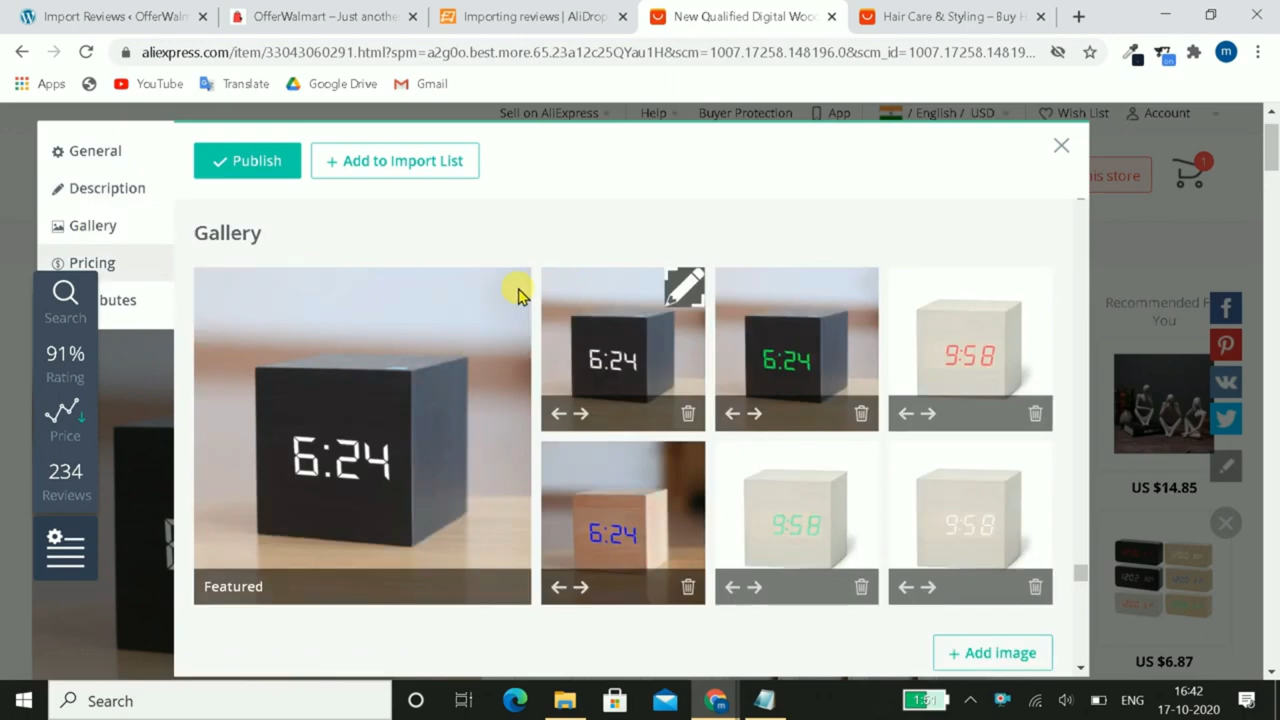 Import Reviews ‹ OfferWalm
OfferWalmart – Just anothe
Importing reviews | AliDrop
New Qualified Digital Wood
Hair Care & Styling – Buy H
aliexpress.com/item/33043060291.html?spm=a2g0o.best.more.65.23a12c25QYau1H&scm=1007.17258.148196.0&scm_id=1007.17258.14819...
m
Apps
YouTube
Translate
Google Drive
Gmail
Sell on AliExpress
Help
Buyer Protection
App
/ English / USD
Wish List
Account
General
Publish
+ Add to Import List
his store
1
Description
Gallery
Gallery
Pricing
butes
Search
91%
Rating
Price
234
Reviews
6:24
6:24
6:24
9:58
6:24
9:58
9:58
Featured
+ Add image
Recommended F
You
US $14.85
US $6.87
Search
1:51
ENG
16:42
17-10-2020